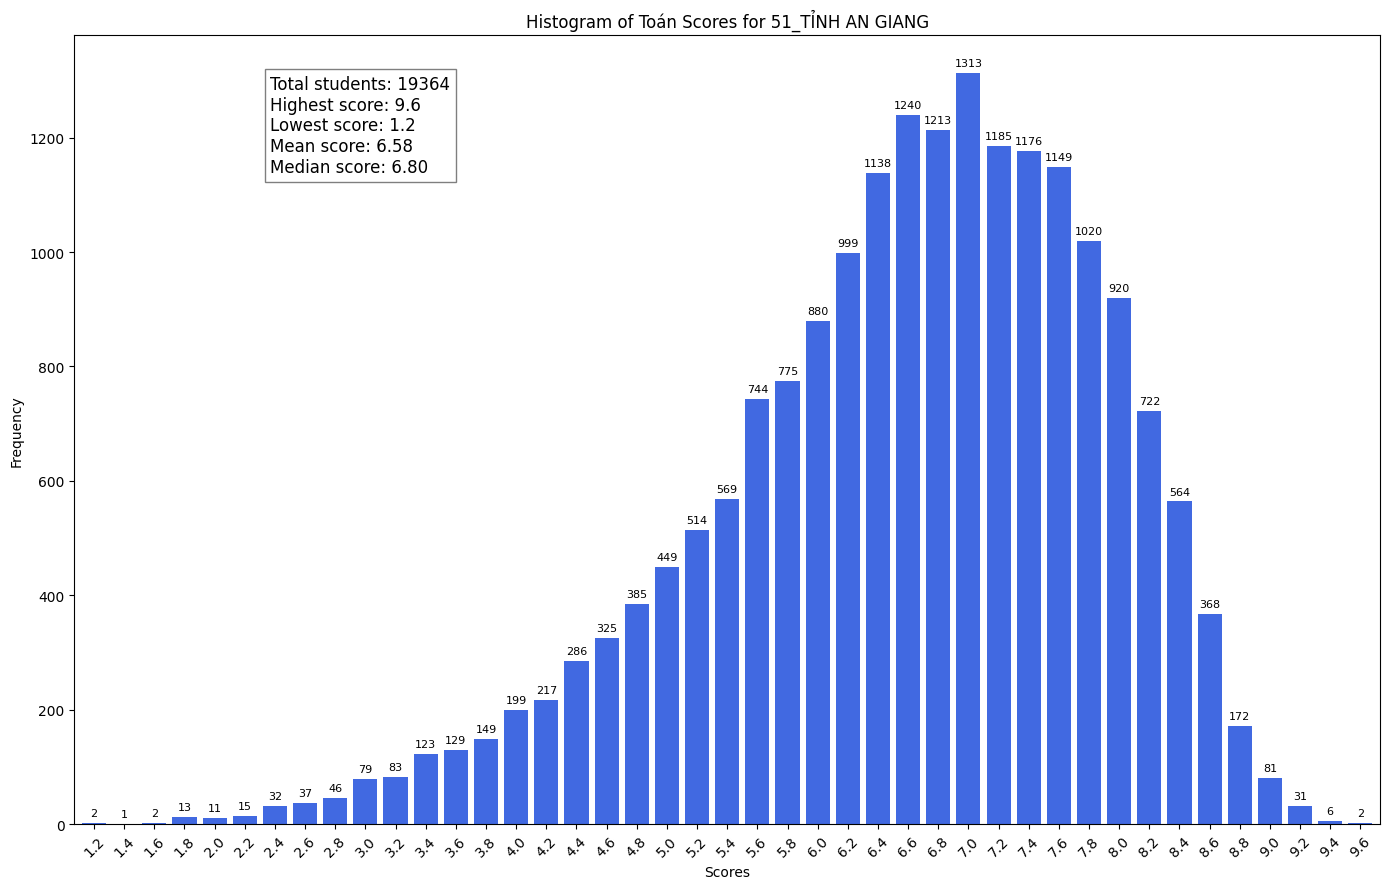 Histogram of Toán Scores for 51_TỈNH AN GIANG
Total students: 19364
Highest score: 9.6
Lowest score: 1.2
Mean score: 6.58
Median score: 6.80
Frequency
1200
1000
800
600
400
200
0
2 1 2 13 11 15 32 37 46 79 83 123 129 149 199 217 286 325 385 449 514 569 744 775 880 999 1138 1240 1213 1313 1185 1176 1149 1020 920 722 564 368 172 81 31 6 2
1.2 1.4 1.6 1.8 2.0 2.2 2.4 2.6 2.8 3.0 3.2 3.4 3.6 3.8 4.0 4.2 4.4 4.6 4.8 5.0 5.2 5.4 5.6 5.8 6.0 6.2 6.4 6.6 6.8 7.0 7.2 7.4 7.6 7.8 8.0 8.2 8.4 8.6 8.8 9.0 9.2 9.4 9.6
Scores